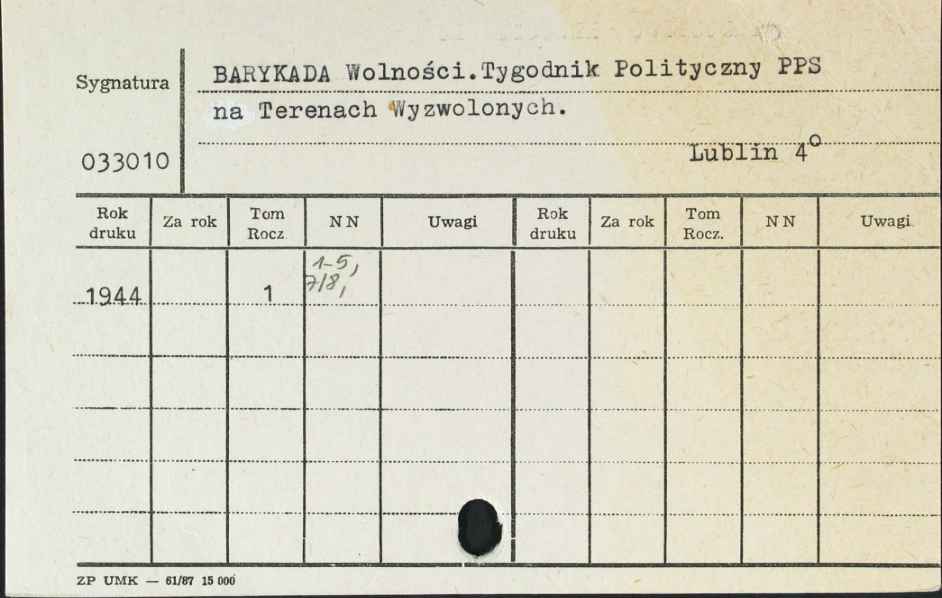 Sygnatura
BARYKADA Wolności.Tygodnik Polityczny PPS
na Terenach Wyzwolonych.
033010
Lublin 4º
Rok druku Za rok Tom Rocz. N N Uwagi Rok druku Za rok Tom Rocz. N N Uwagi
1-5,
1944 1 7/8,
ZP UMK — 61/87 15 000